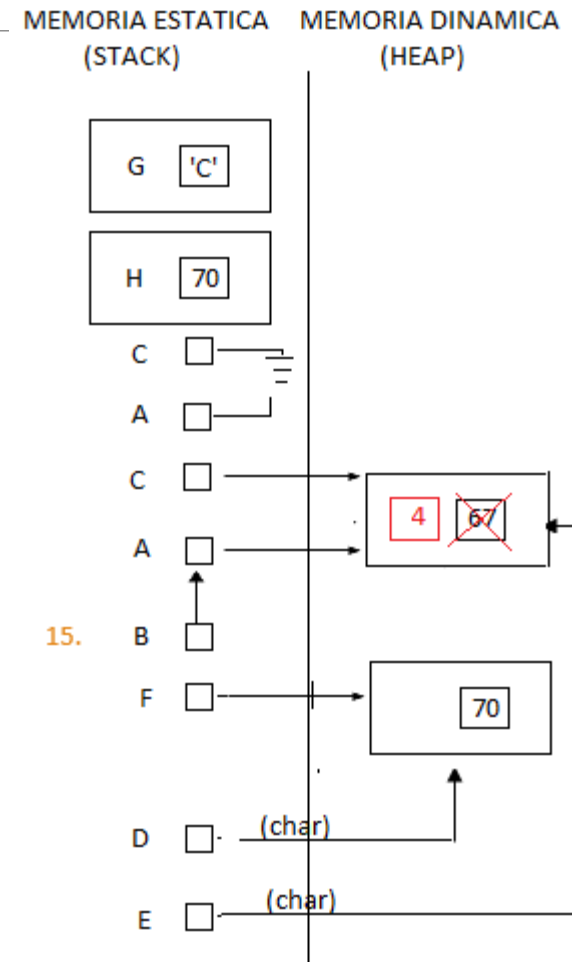 MEMORIA ESTATICA MEMORIA DINAMICA
(STACK) (HEAP)
G 'C'
H 70
C
A
C
4 67
A
15. B
F
70
D (char)
E (char)